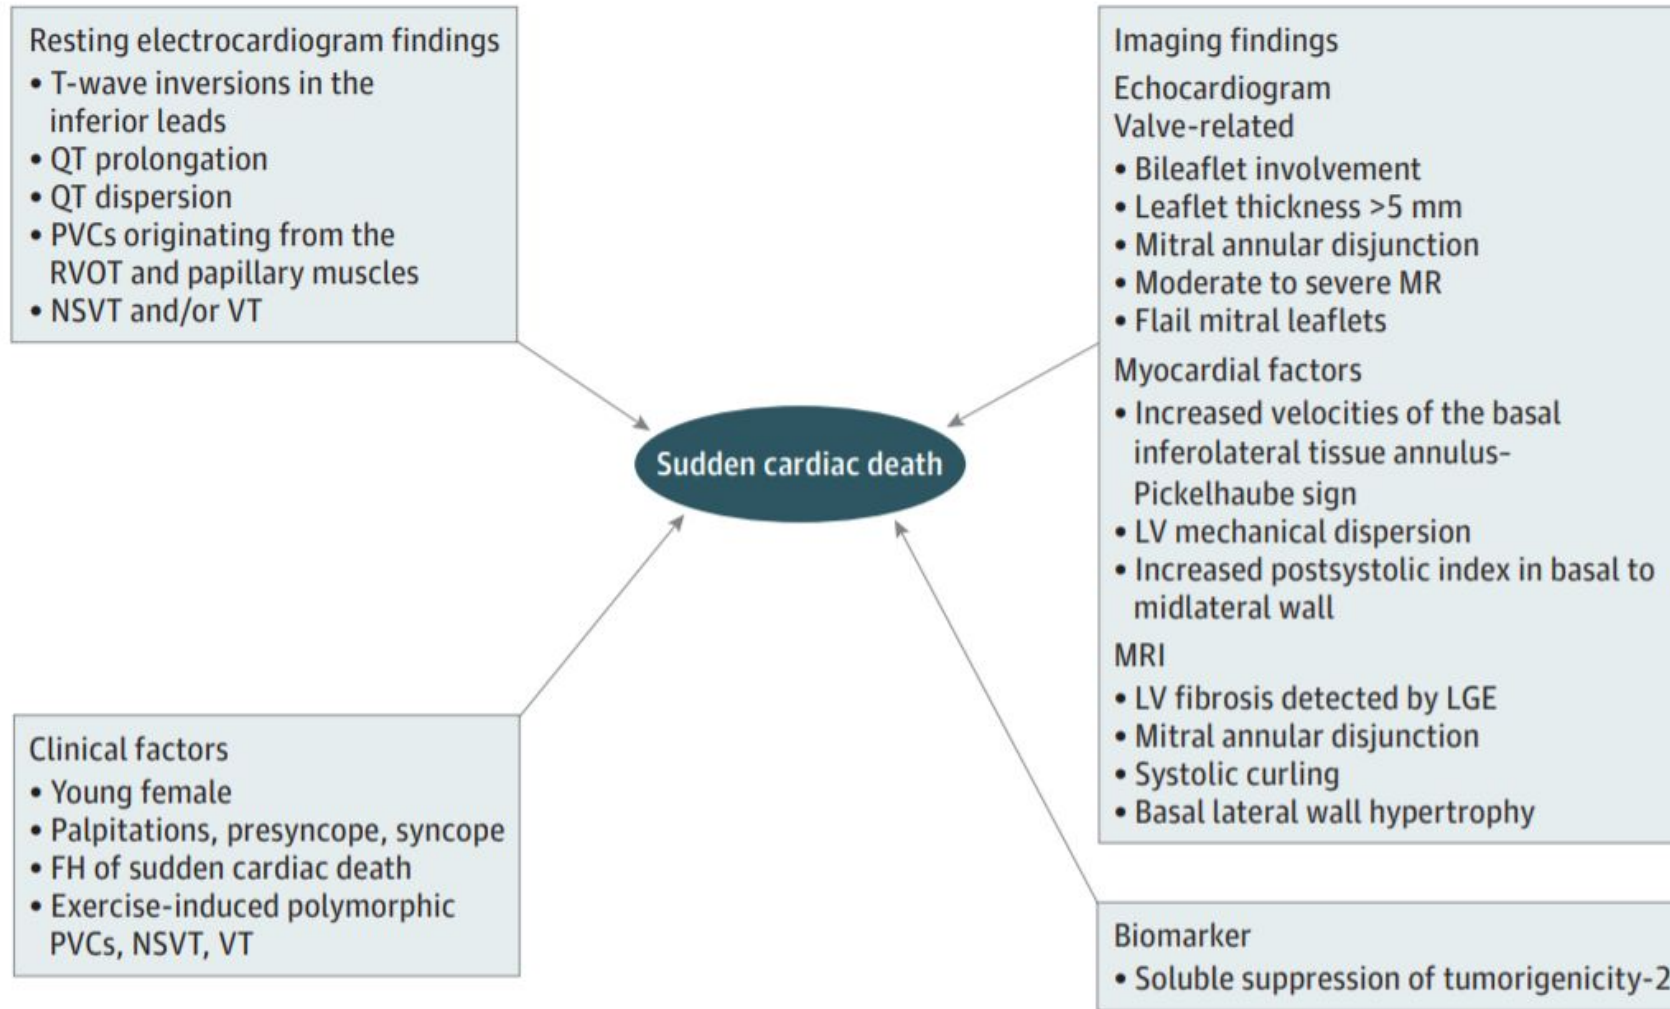 Resting electrocardiogram findings
• T-wave inversions in the
inferior leads
• QT prolongation
• QT dispersion
• PVCs originating from the
RVOT and papillary muscles
• NSVT and/or VT
Imaging findings
Echocardiogram
Valve-related
• Bileaflet involvement
• Leaflet thickness >5 mm
• Mitral annular disjunction
• Moderate to severe MR
• Flail mitral leaflets
Myocardial factors
• Increased velocities of the basal
inferolateral tissue annulus–
Pickelhaube sign
• LV mechanical dispersion
• Increased postsystolic index in basal to
midlateral wall
MRI
• LV fibrosis detected by LGE
• Mitral annular disjunction
• Systolic curling
• Basal lateral wall hypertrophy
Sudden cardiac death
Clinical factors
• Young female
• Palpitations, presyncope, syncope
• FH of sudden cardiac death
• Exercise-induced polymorphic
PVCs, NSVT, VT
Biomarker
• Soluble suppression of tumorigenicity-2